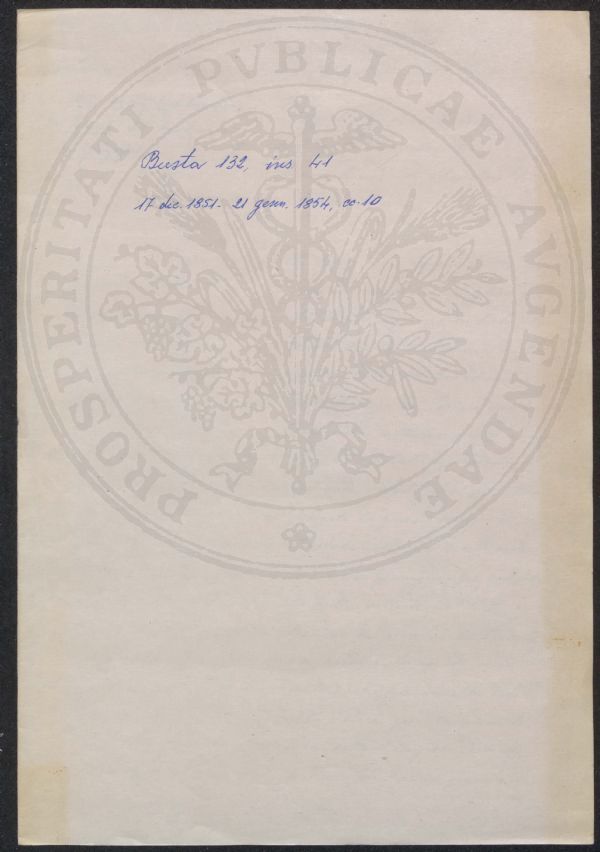 PROSPERITATI PVBLICAE AVGENDAE
Busta 132, ins. 41
17 dic. 1851 - 21 genn. 1854, cc. 10